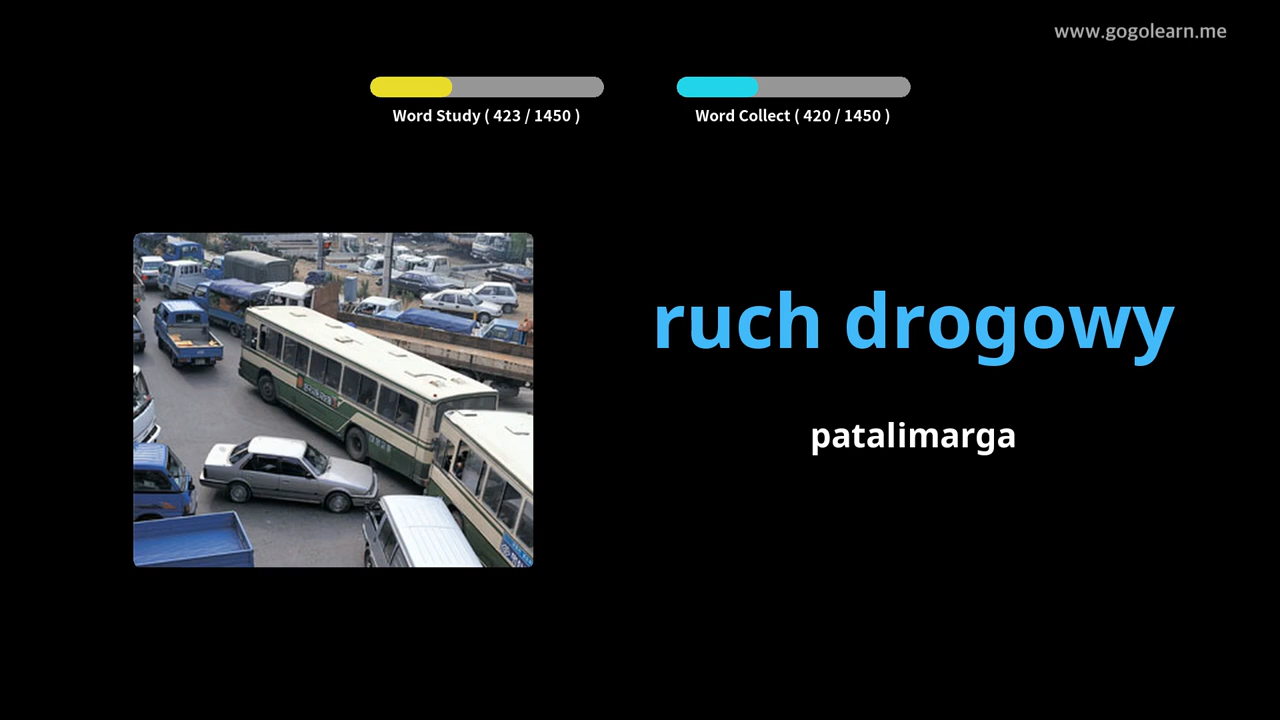 www.gogolearn.me
Word Study ( 423 / 1450 )
Word Collect ( 420 / 1450 )
ruch drogowy
patalimarga